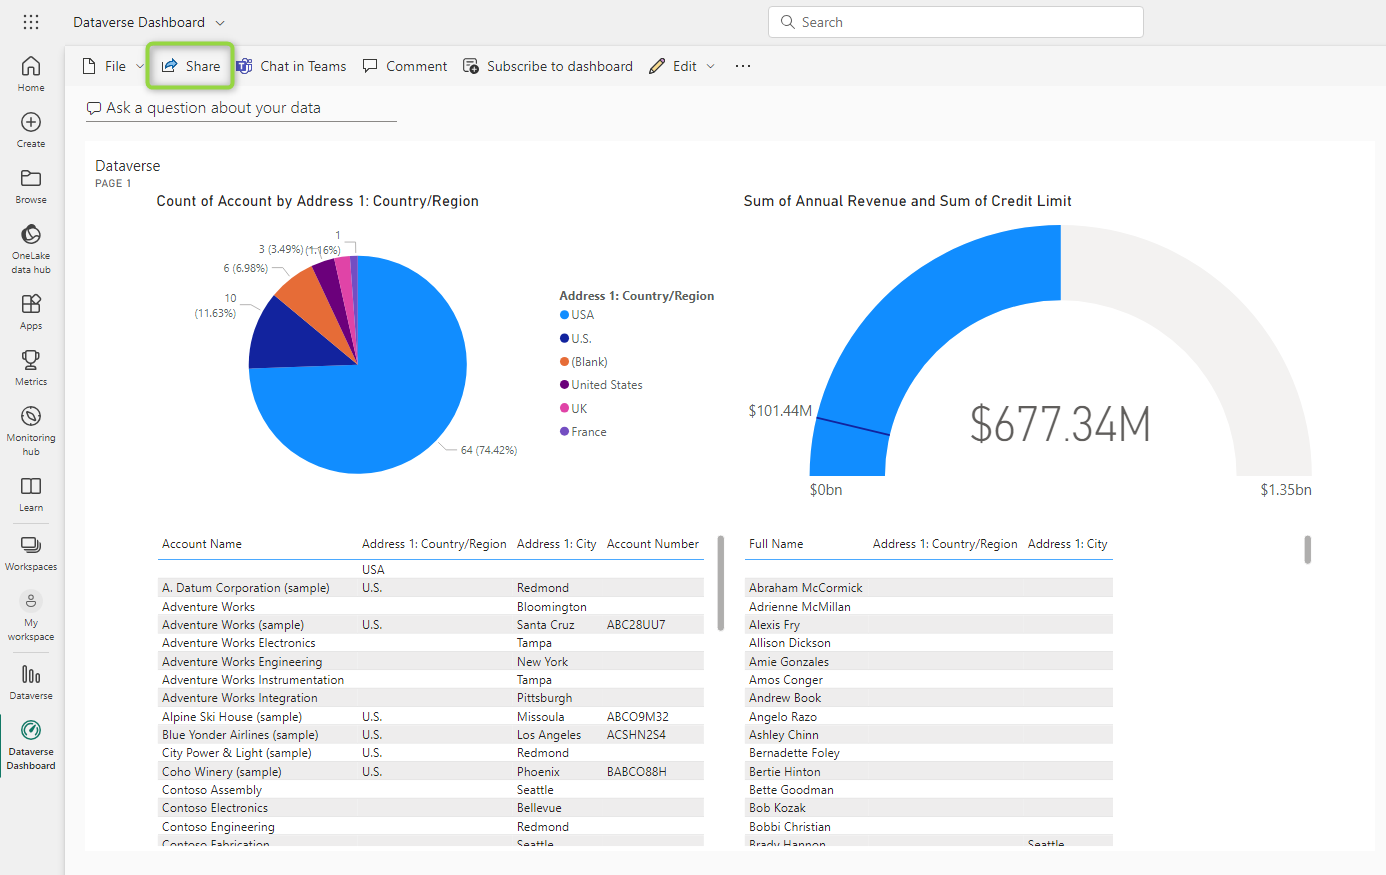 Dataverse Dashboard
Search
Home
Create
Browse
OneLake
data hub
Apps
Metrics
Monitoring
hub
Learn
Workspaces
My
workspace
Dataverse
Dataverse
Dashboard
File
Share
Chat in Teams
Comment
Subscribe to dashboard
Edit
Ask a question about your data
Dataverse
PAGE 1
Count of Account by Address 1: Country/Region
1
3 (3.49%) (1.16%)
6 (6.98%)
10
(11.63%)
64 (74.42%)
Address 1: Country/Region
USA
U.S.
(Blank)
United States
UK
France
Sum of Annual Revenue and Sum of Credit Limit
$101.44M
$677.34M
$0bn
$1.35bn
Account Name Address 1: Country/Region Address 1: City Account Number
USA
A. Datum Corporation (sample) U.S. Redmond
Adventure Works Bloomington
Adventure Works (sample) U.S. Santa Cruz ABC28UU7
Adventure Works Electronics Tampa
Adventure Works Engineering New York
Adventure Works Instrumentation Tampa
Adventure Works Integration Pittsburgh
Alpine Ski House (sample) U.S. Missoula ABCO9M32
Blue Yonder Airlines (sample) U.S. Los Angeles ACSHN2S4
City Power & Light (sample) U.S. Redmond
Coho Winery (sample) U.S. Phoenix BABCO88H
Contoso Assembly Seattle
Contoso Electronics Bellevue
Contoso Engineering Redmond
Contoso Fabrication Seattle
Full Name Address 1: Country/Region Address 1: City
Abraham McCormick
Adrienne McMillan
Alexis Fry
Allison Dickson
Amie Gonzales
Amos Conger
Andrew Book
Angelo Razo
Ashley Chinn
Bernadette Foley
Bertie Hinton
Bette Goodman
Bob Kozak
Bobbi Christian
Brady Hannon Seattle